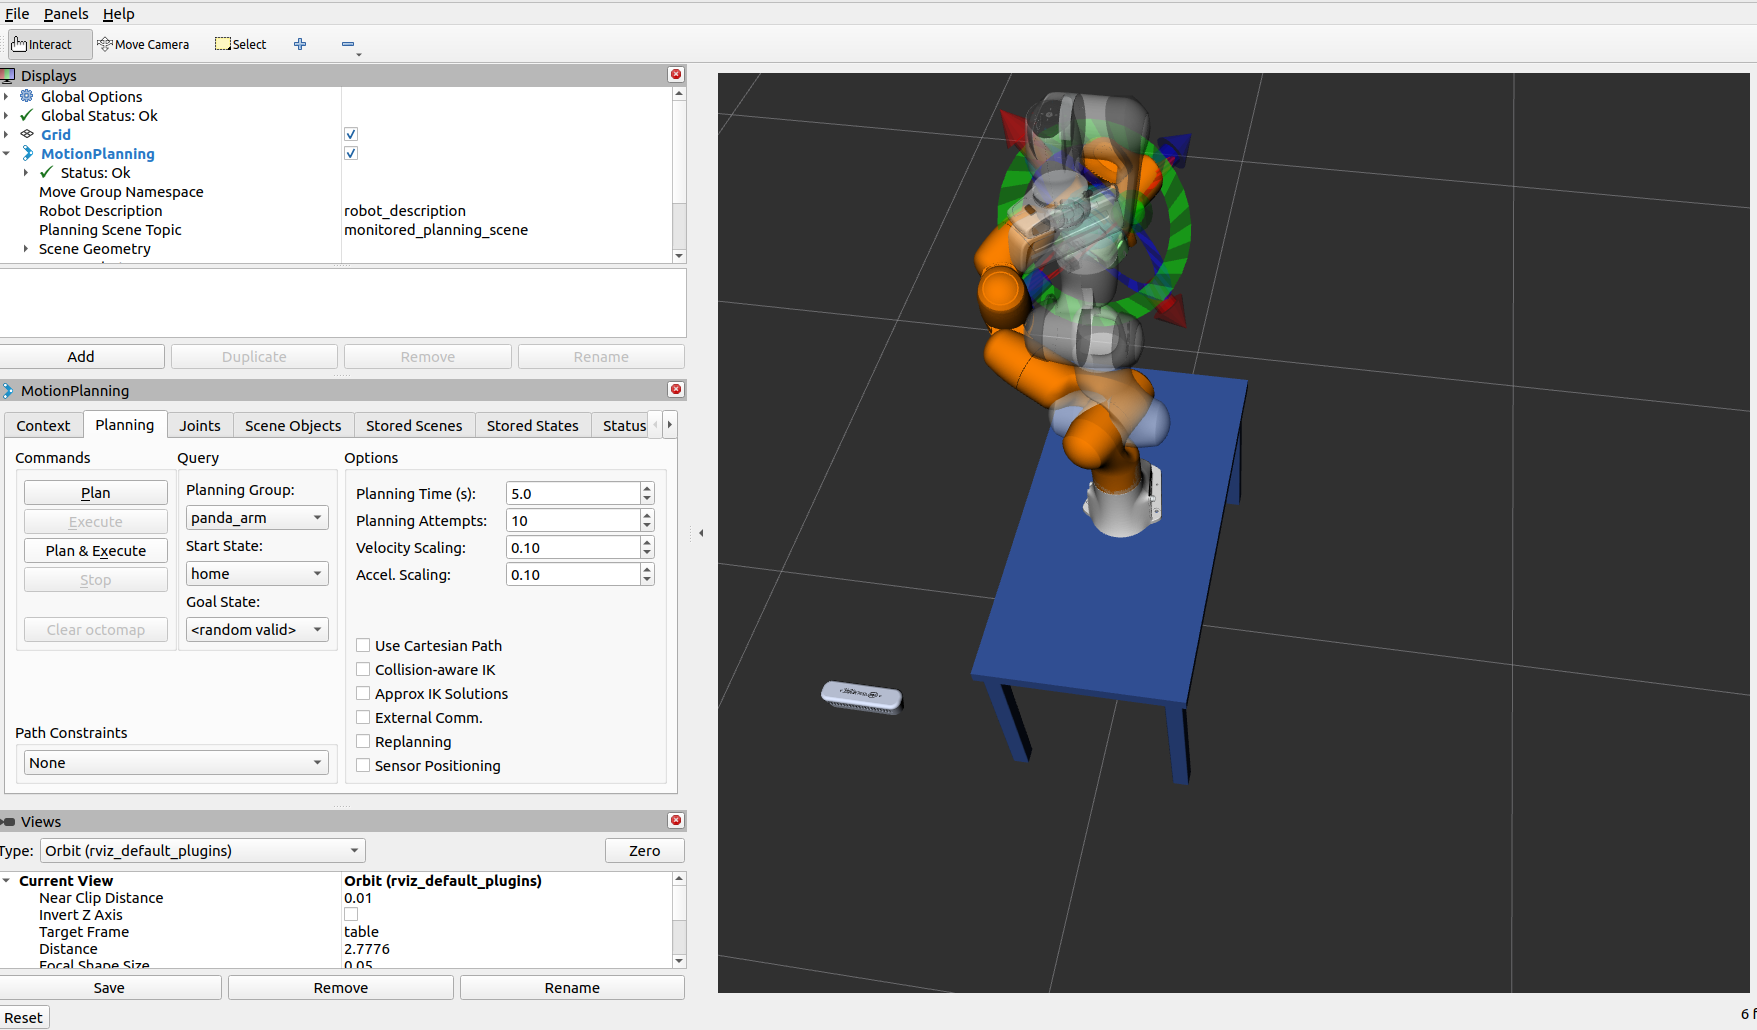 File Panels Help
Interact Move Camera Select
Displays
Global Options
Global Status: Ok
Grid
MotionPlanning
Status: Ok
Move Group Namespace
Robot Description robot_description
Planning Scene Topic monitored_planning_scene
Scene Geometry
Add Duplicate Remove Rename
MotionPlanning
Context Planning Joints Scene Objects Stored Scenes Stored States Status
Commands Query Options
Plan
Execute
Plan & Execute
Stop
Clear octomap
Planning Group:
panda_arm
Start State:
home
Goal State:
<random valid>
Planning Time (s): 5.0
Planning Attempts: 10
Velocity Scaling: 0.10
Accel. Scaling: 0.10
Use Cartesian Path
Collision-aware IK
Approx IK Solutions
External Comm.
Replanning
Sensor Positioning
Path Constraints
None
Views
Type: Orbit (rviz_default_plugins) Zero
Current View Orbit (rviz_default_plugins)
Near Clip Distance 0.01
Invert Z Axis
Target Frame table
Distance 2.7776
Focal Shape Size 0.05
Save Remove Rename
Reset
6 f